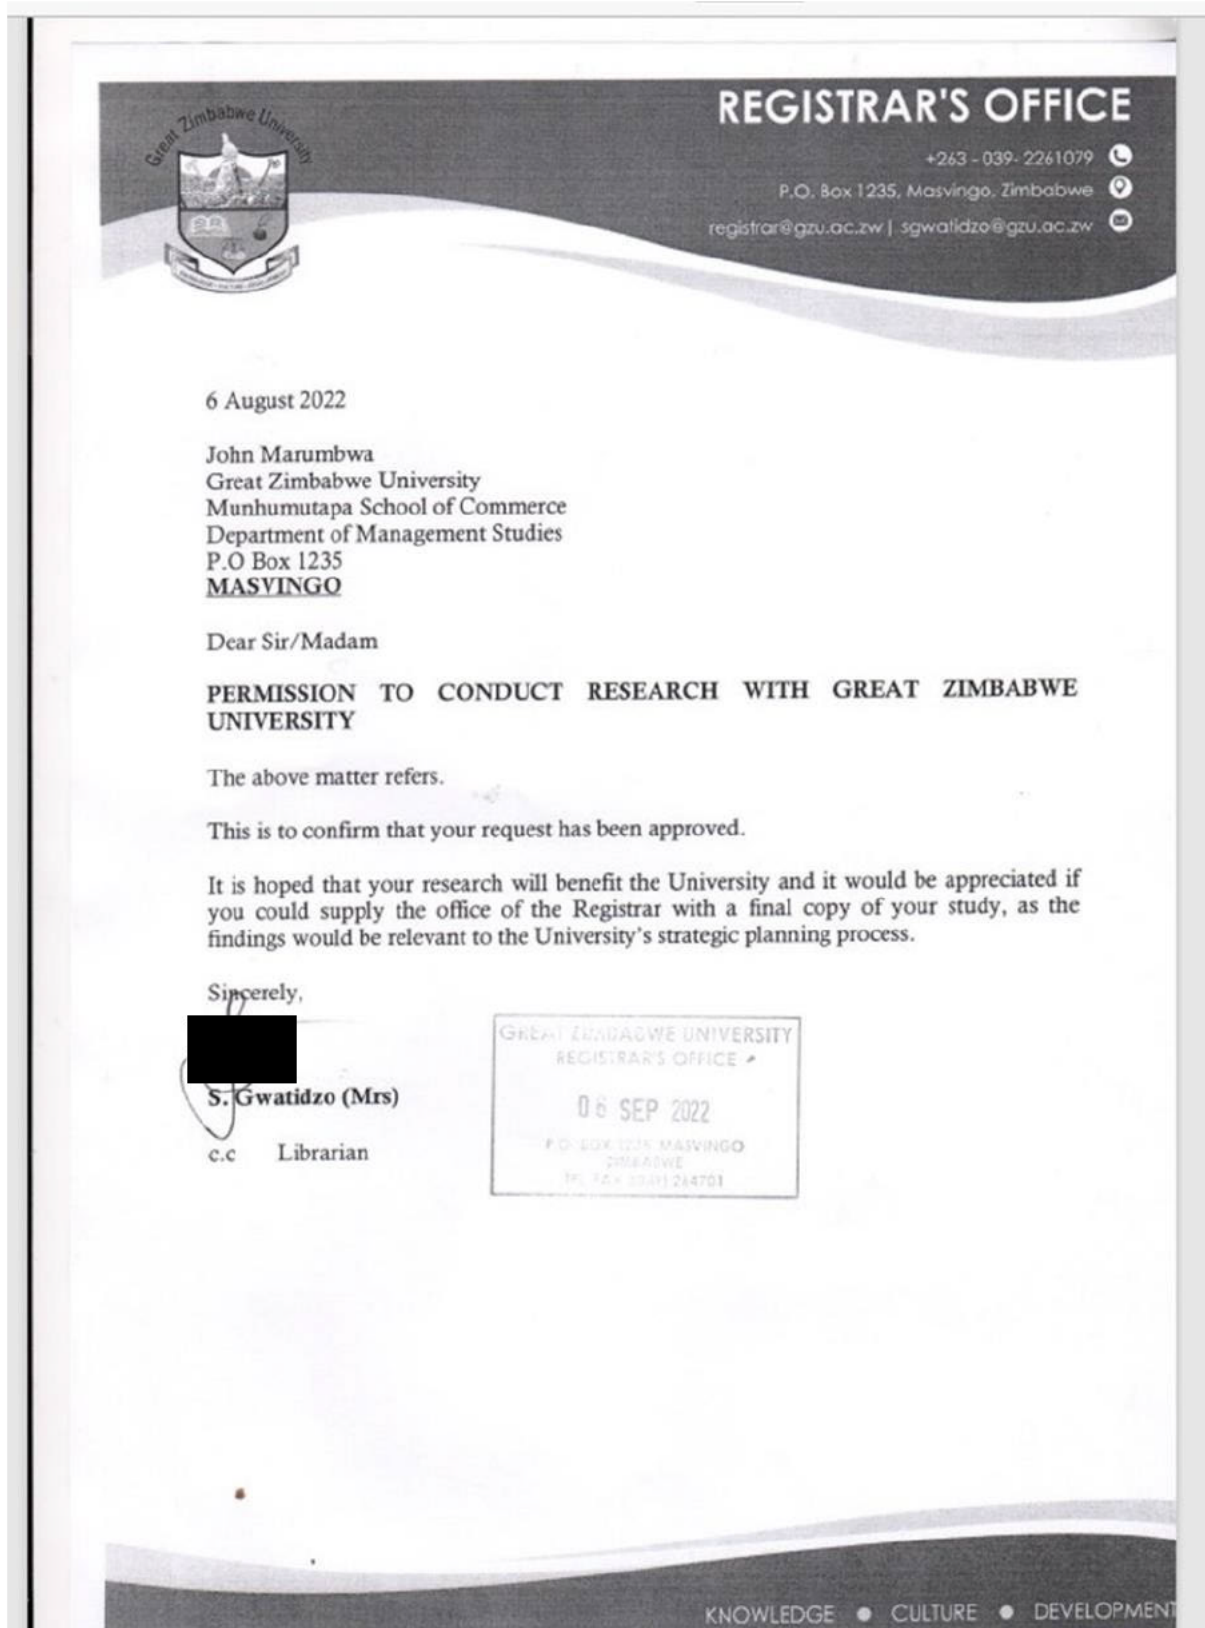 Great Zimbabwe University
REGISTRAR'S OFFICE
+263 - 039- 2261079
P.O. Box 1235, Masvingo, Zimbabwe
registrar@gzu.ac.zw | sgwatidzo@gzu.ac.zw
6 August 2022
John Marumbwa
Great Zimbabwe University
Munhumutapa School of Commerce
Department of Management Studies
P.O Box 1235
MASVINGO
Dear Sir/Madam
PERMISSION TO CONDUCT RESEARCH WITH GREAT ZIMBABWE
UNIVERSITY
The above matter refers.
This is to confirm that your request has been approved.
It is hoped that your research will benefit the University and it would be appreciated if
you could supply the office of the Registrar with a final copy of your study, as the
findings would be relevant to the University's strategic planning process.
Sincerely,
S. Gwatidzo (Mrs)
c.c Librarian
GREAT ZIMBABWE UNIVERSITY
REGISTRAR'S OFFICE
06 SEP 2022
P.O. BOX 1235 MASVINGO
ZIMBABWE
264701
KNOWLEDGE ● CULTURE ● DEVELOPMENT